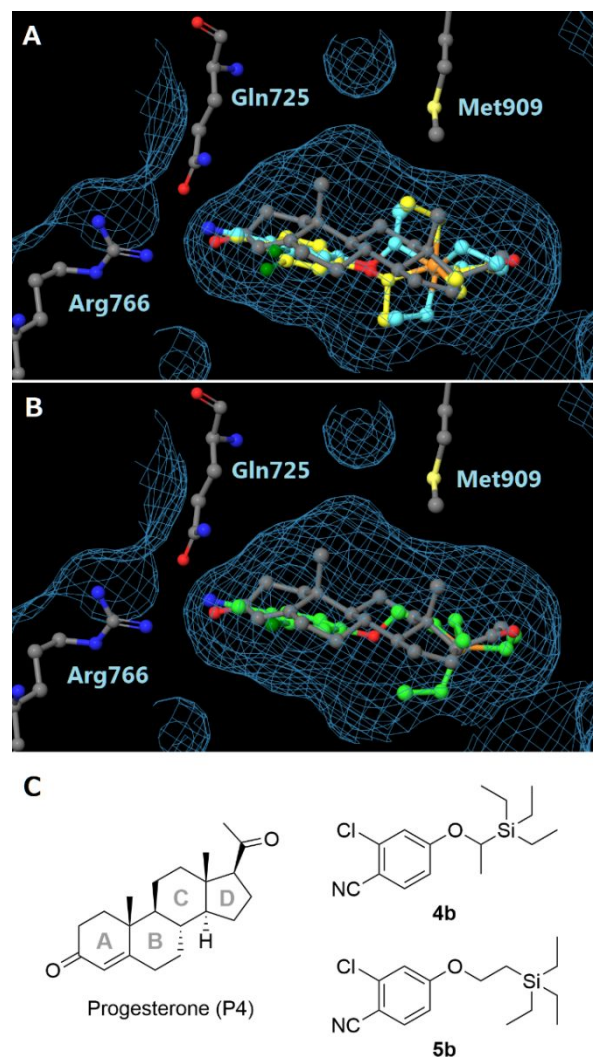 A
Gln725
Met909
Arg766
B
Gln725
Met909
Arg766
C
O
H
A
B
C
D
O
Progesterone (P4)
Cl
O
Si
NC
4b
Cl
O
Si
NC
5b